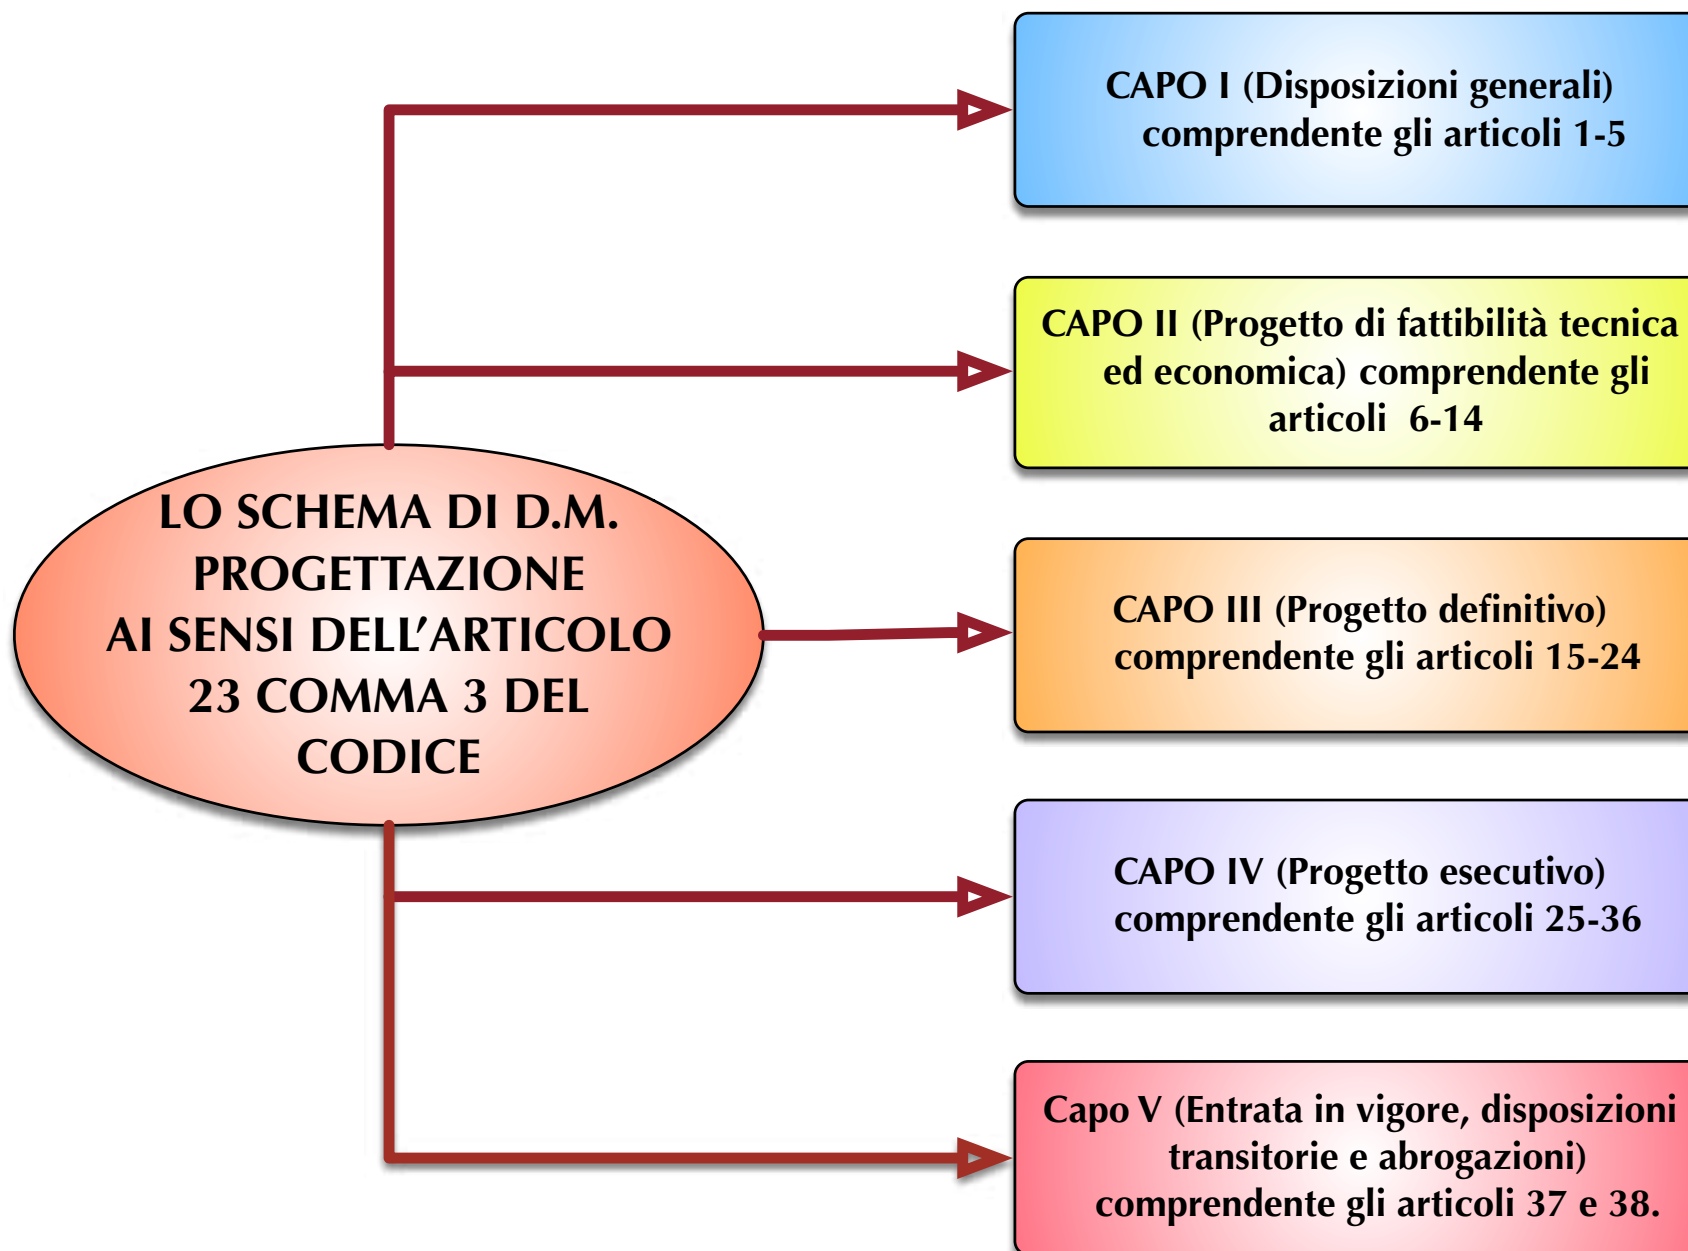 LO SCHEMA DI D.M.
PROGETTAZIONE
AI SENSI DELL’ARTICOLO
23 COMMA 3 DEL
CODICE
CAPO I (Disposizioni generali)
comprendente gli articoli 1-5
CAPO II (Progetto di fattibilità tecnica
ed economica) comprendente gli
articoli 6-14
CAPO III (Progetto definitivo)
comprendente gli articoli 15-24
CAPO IV (Progetto esecutivo)
comprendente gli articoli 25-36
Capo V (Entrata in vigore, disposizioni
transitorie e abrogazioni)
comprendente gli articoli 37 e 38.